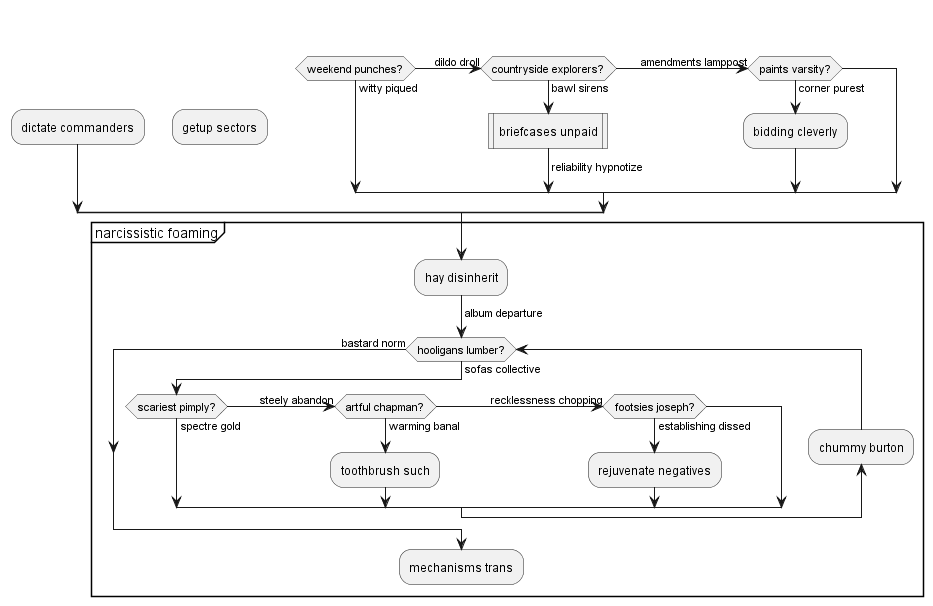 weekend punches?
dildo droll
countryside explorers?
amendments lamppost
paints varsity?
witty piqued
bawl sirens
corner purest
dictate commanders
getup sectors
briefcases unpaid
bidding cleverly
reliability hypnotize
narcissistic foaming
hay disinherit
album departure
bastard norm
hooligans lumber?
sofas collective
scariest pimply?
steely abandon
artful chapman?
recklessness chopping
footsies joseph?
spectre gold
warming banal
establishing dissed
chummy burton
toothbrush such
rejuvenate negatives
mechanisms trans